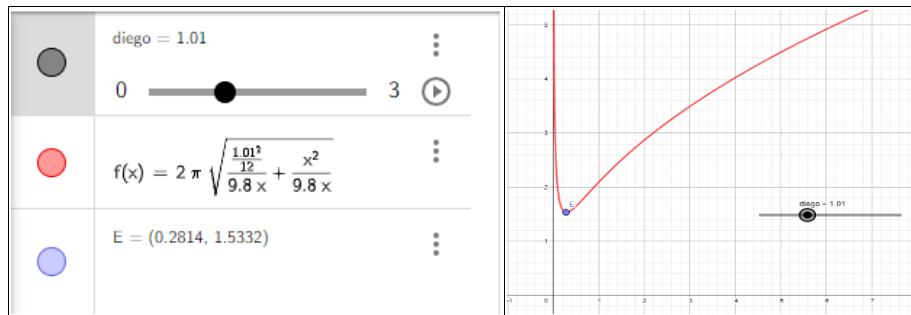 diego = 1.01
0 3
f(x) = 2 π √( (1.01²/12)/(9.8 x) + x²/(9.8 x) )
E = (0.2814, 1.5332)
5
4
3
2
1
E
diego = 1.01
-1 0 1 2 3 4 5 6 7